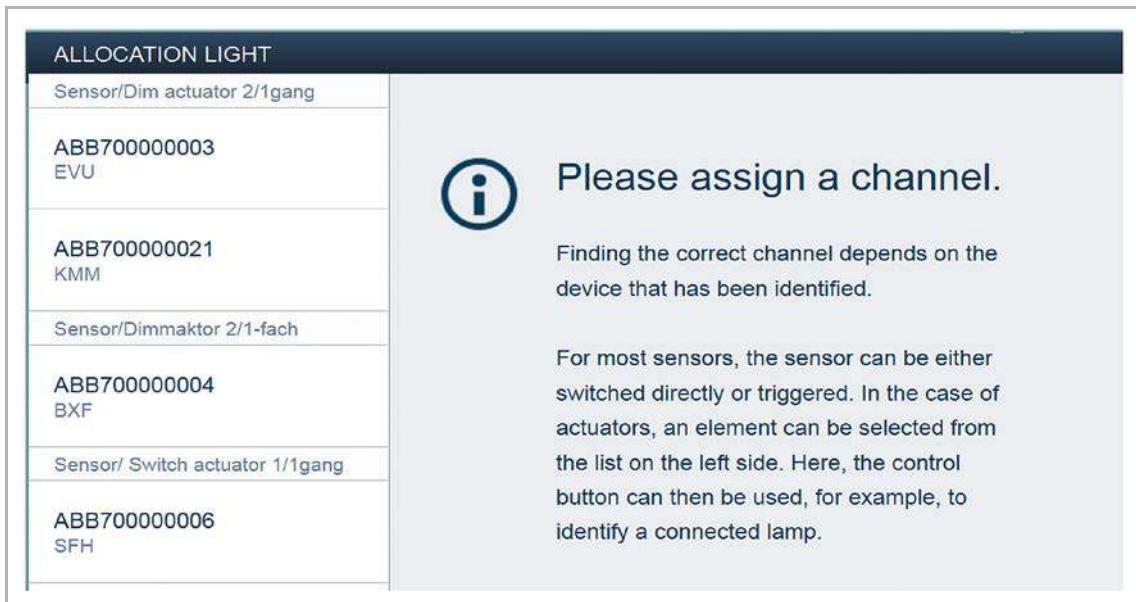 ALLOCATION LIGHT
Sensor/Dim actuator 2/1gang
ABB700000003
EVU
ABB700000021
KMM
Sensor/Dimmaktor 2/1-fach
ABB700000004
BXF
Sensor/ Switch actuator 1/1gang
ABB700000006
SFH
Please assign a channel.
Finding the correct channel depends on the
device that has been identified.
For most sensors, the sensor can be either
switched directly or triggered. In the case of
actuators, an element can be selected from
the list on the left side. Here, the control
button can then be used, for example, to
identify a connected lamp.